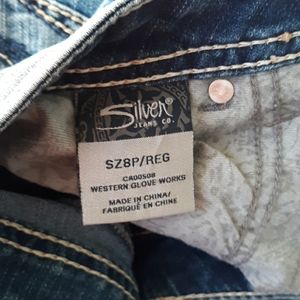 Silver®
JEANS CO.
SZ8P/REG
CA00508
WESTERN GLOVE WORKS
MADE IN CHINA/
FABRIQUÉ EN CHINE